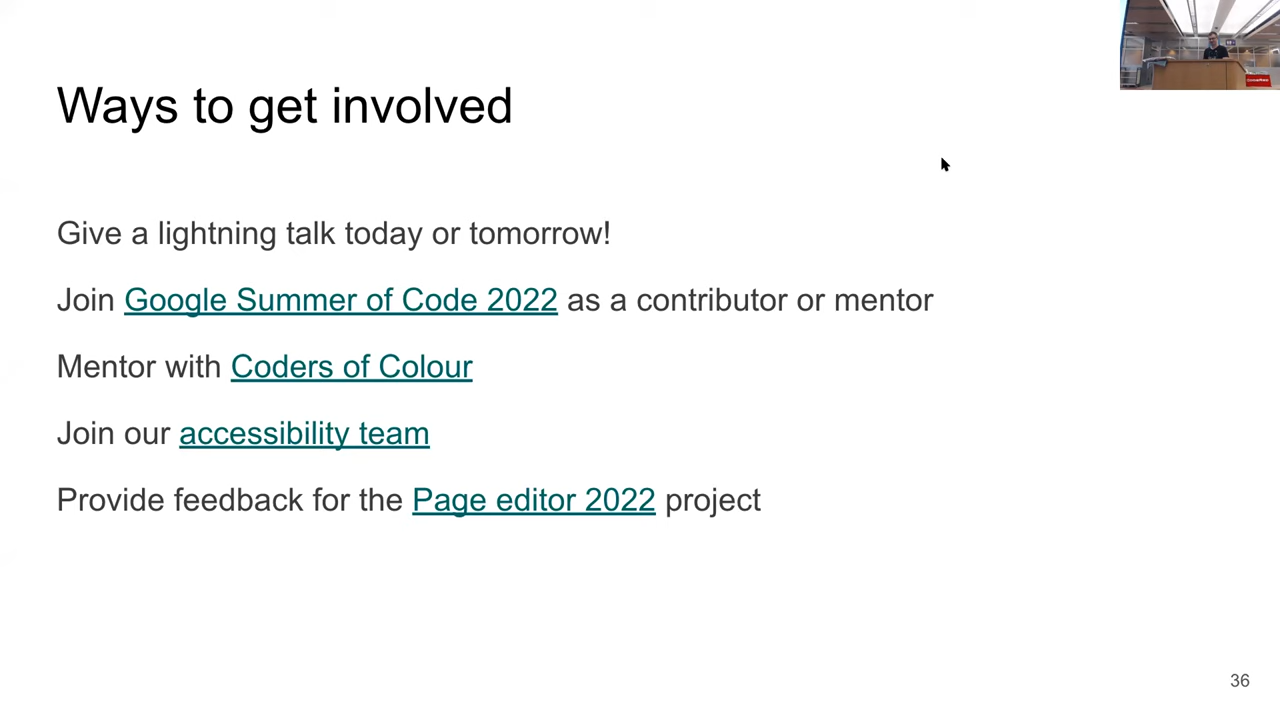 Ways to get involved
Give a lightning talk today or tomorrow!
Join Google Summer of Code 2022 as a contributor or mentor
Mentor with Coders of Colour
Join our accessibility team
Provide feedback for the Page editor 2022 project
36